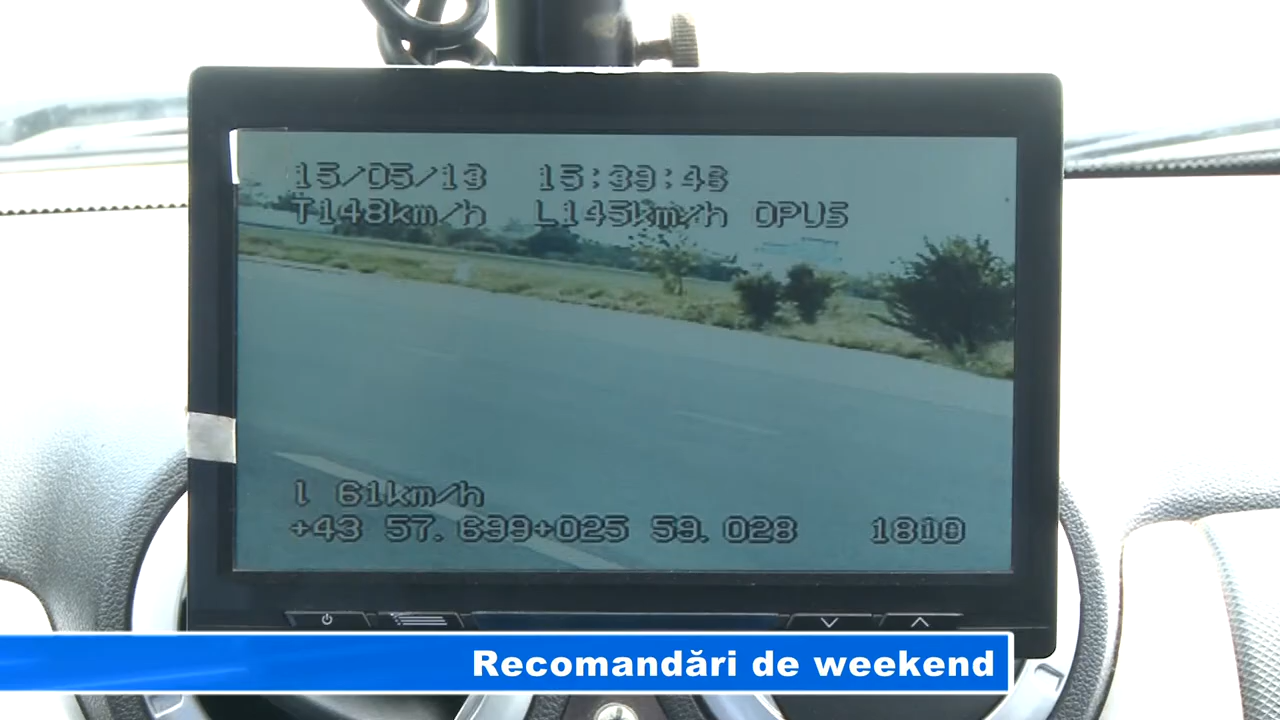 15/05/13 15:39:43
T148km/h L145km/h OPUS
l 61km/h
+43 57.699+025 59.028 1810
Recomandări de weekend